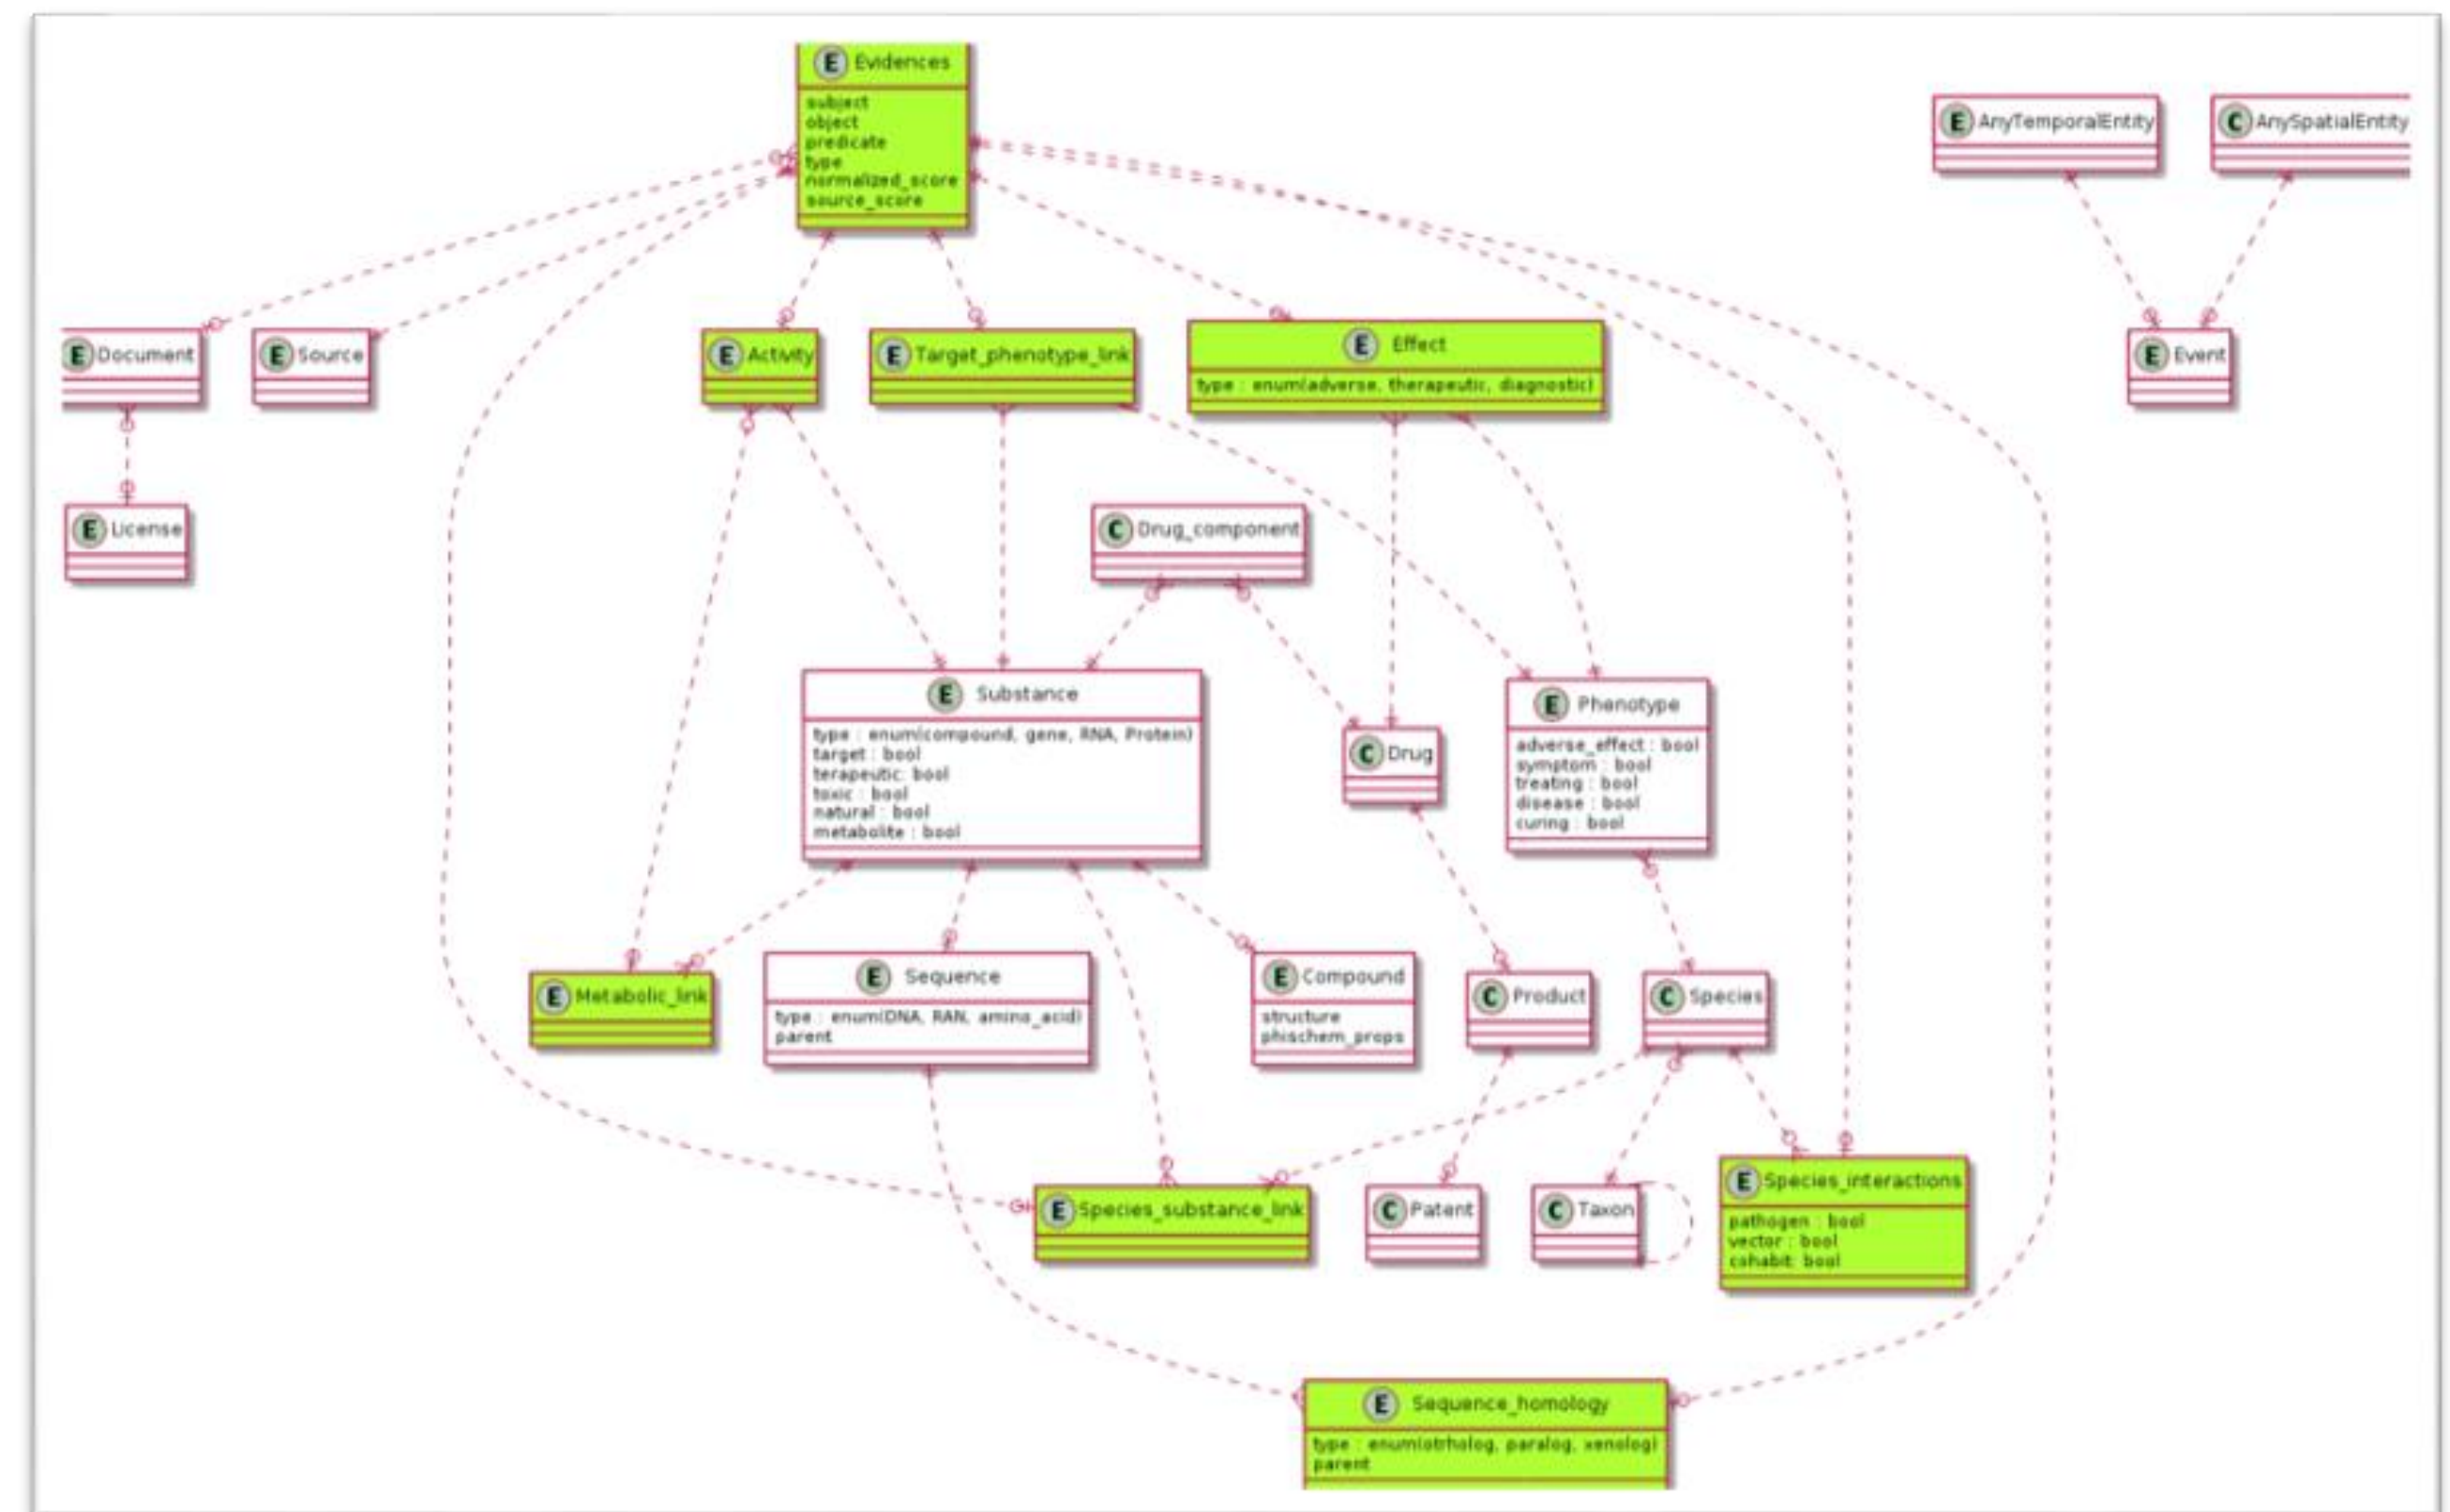 E Evidences
subject
object
predicate
type
normalized_score
source_score
E AnyTemporalEntity
C AnySpatialEntity
E Document
E Source
E Activity
E Target_phenotype_link
E Effect
type : enum(adverse, therapeutic, diagnostic)
E Event
E License
C Drug_component
E Substance
type : enum(compound, gene, RNA, Protein)
target : bool
terapeutic: bool
toxic : bool
natural : bool
metabolite : bool
C Drug
E Phenotype
adverse_effect : bool
symptom : bool
treating : bool
disease : bool
curing : bool
E Metabolic_link
E Sequence
type : enum(DNA, RAN, amino_acid)
parent
E Compound
structure
phischem_props
C Product
C Species
E Species_substance_link
C Patent
C Taxon
E Species_interactions
pathogen : bool
vector : bool
cohabit: bool
E Sequence_homology
type : enum(otrholog, paralog, xenolog)
parent